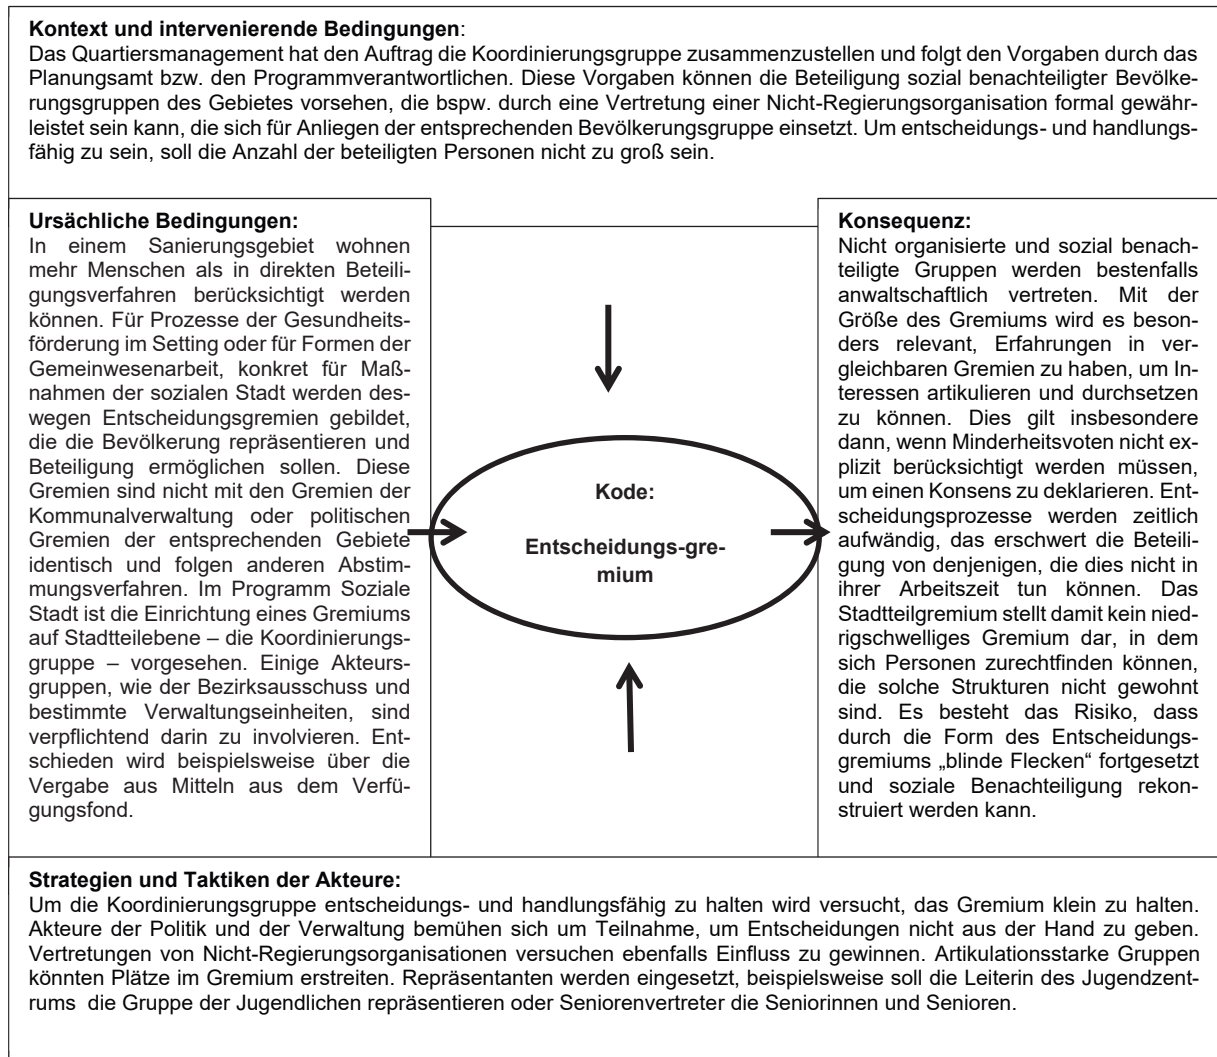 Kontext und intervenierende Bedingungen:
Das Quartiersmanagement hat den Auftrag die Koordinierungsgruppe zusammenzustellen und folgt den Vorgaben durch das
Planungsamt bzw. den Programmverantwortlichen. Diese Vorgaben können die Beteiligung sozial benachteiligter Bevölke-
rungsgruppen des Gebietes vorsehen, die bspw. durch eine Vertretung einer Nicht-Regierungsorganisation formal gewähr-
leistet sein kann, die sich für Anliegen der entsprechenden Bevölkerungsgruppe einsetzt. Um entscheidungs- und handlungs-
fähig zu sein, soll die Anzahl der beteiligten Personen nicht zu groß sein.
Ursächliche Bedingungen:
In einem Sanierungsgebiet wohnen
mehr Menschen als in direkten Beteili-
gungsverfahren berücksichtigt werden
können. Für Prozesse der Gesundheits-
förderung im Setting oder für Formen der
Gemeinwesenarbeit, konkret für Maß-
nahmen der sozialen Stadt werden des-
wegen Entscheidungsgremien gebildet,
die die Bevölkerung repräsentieren und
Beteiligung ermöglichen sollen. Diese
Gremien sind nicht mit den Gremien der
Kommunalverwaltung oder politischen
Gremien der entsprechenden Gebiete
identisch und folgen anderen Abstim-
mungsverfahren. Im Programm Soziale
Stadt ist die Einrichtung eines Gremiums
auf Stadtteilebene – die Koordinierungs-
gruppe – vorgesehen. Einige Akteurs-
gruppen, wie der Bezirksausschuss und
bestimmte Verwaltungseinheiten, sind
verpflichtend darin zu involvieren. Ent-
schieden wird beispielsweise über die
Vergabe aus Mitteln aus dem Verfü-
gungsfond.
Kode:
Entscheidungs-gre-
mium
Konsequenz:
Nicht organisierte und sozial benach-
teiligte Gruppen werden bestenfalls
anwaltschaftlich vertreten. Mit der
Größe des Gremiums wird es beson-
ders relevant, Erfahrungen in ver-
gleichbaren Gremien zu haben, um In-
teressen artikulieren und durchsetzen
zu können. Dies gilt insbesondere
dann, wenn Minderheitsvoten nicht ex-
plizit berücksichtigt werden müssen,
um einen Konsens zu deklarieren. Ent-
scheidungsprozesse werden zeitlich
aufwändig, das erschwert die Beteili-
gung von denjenigen, die dies nicht in
ihrer Arbeitszeit tun können. Das
Stadtteilgremium stellt damit kein nied-
rigschwelliges Gremium dar, in dem
sich Personen zurechtfinden können,
die solche Strukturen nicht gewohnt
sind. Es besteht das Risiko, dass
durch die Form des Entscheidungs-
gremiums „blinde Flecken“ fortgesetzt
und soziale Benachteiligung rekon-
struiert werden kann.
Strategien und Taktiken der Akteure:
Um die Koordinierungsgruppe entscheidungs- und handlungsfähig zu halten wird versucht, das Gremium klein zu halten.
Akteure der Politik und der Verwaltung bemühen sich um Teilnahme, um Entscheidungen nicht aus der Hand zu geben.
Vertretungen von Nicht-Regierungsorganisationen versuchen ebenfalls Einfluss zu gewinnen. Artikulationsstarke Gruppen
könnten Plätze im Gremium erstreiten. Repräsentanten werden eingesetzt, beispielsweise soll die Leiterin des Jugendzent-
rums die Gruppe der Jugendlichen repräsentieren oder Seniorenvertreter die Seniorinnen und Senioren.